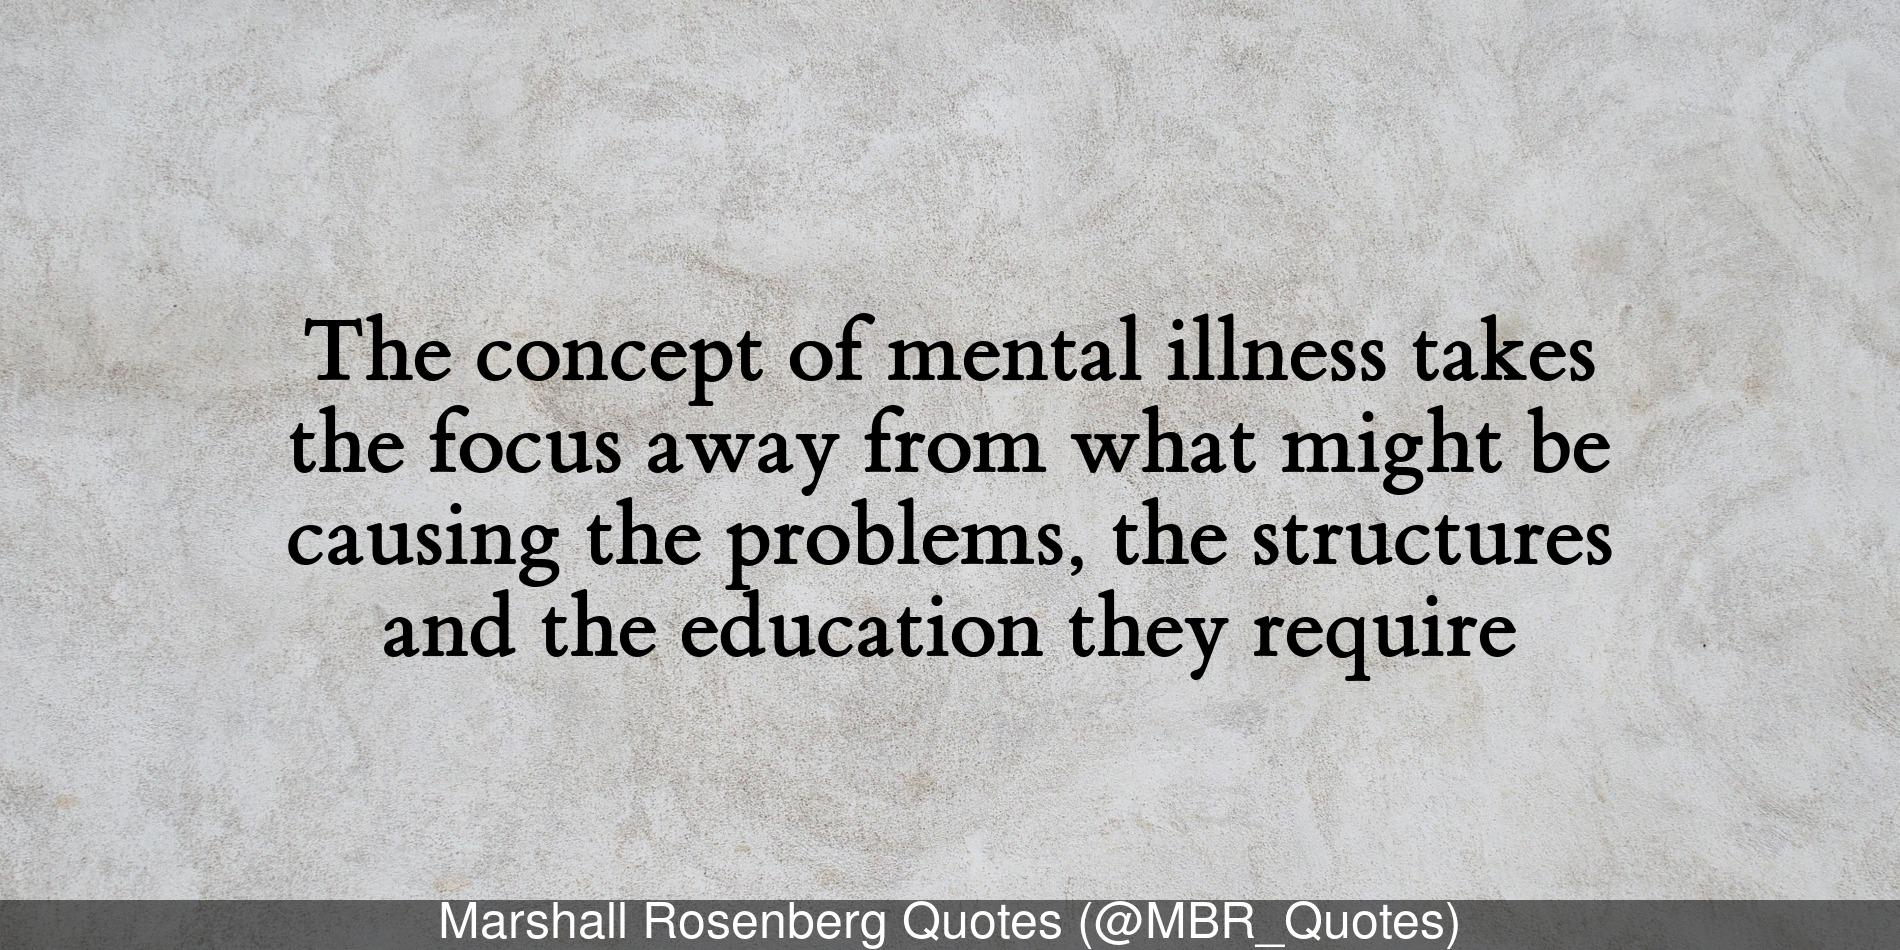 The concept of mental illness takes
the focus away from what might be
causing the problems, the structures
and the education they require
Marshall Rosenberg Quotes (@MBR_Quotes)